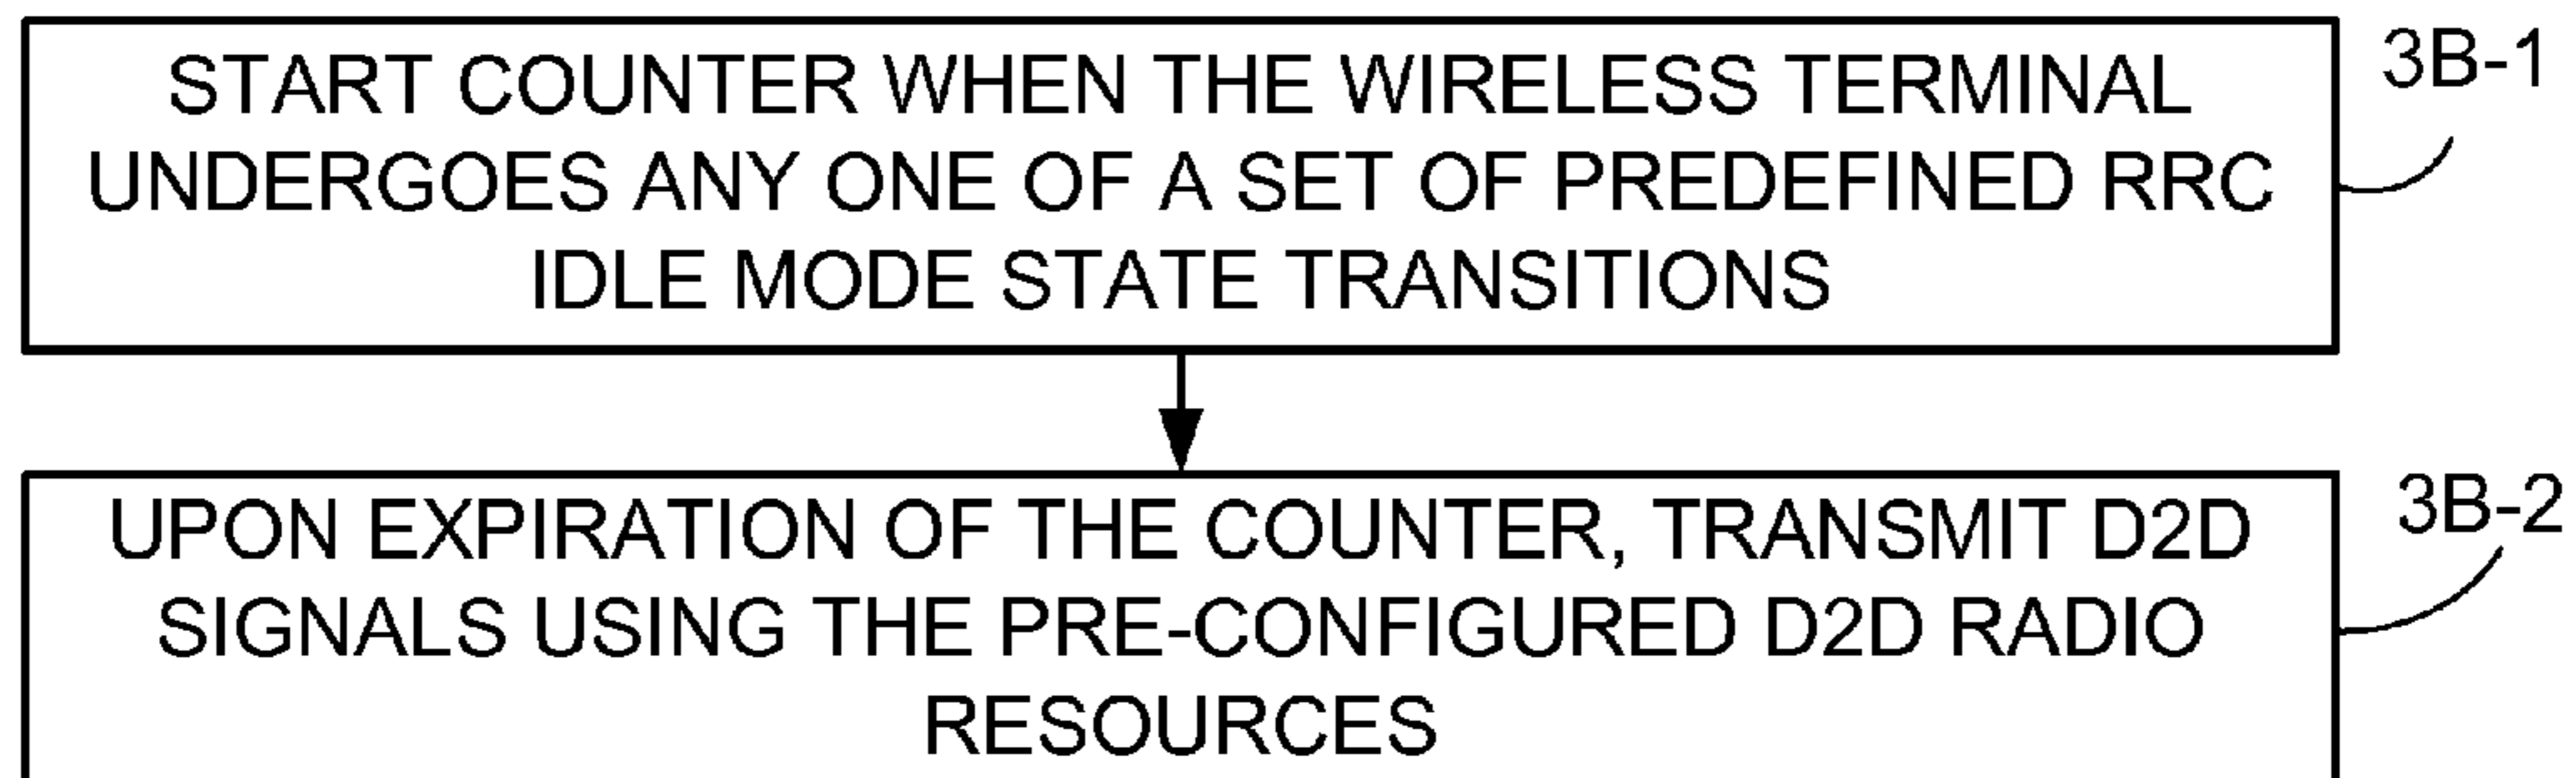 START COUNTER WHEN THE WIRELESS TERMINAL
UNDERGOES ANY ONE OF A SET OF PREDEFINED RRC
IDLE MODE STATE TRANSITIONS
3B-1
UPON EXPIRATION OF THE COUNTER, TRANSMIT D2D
SIGNALS USING THE PRE-CONFIGURED D2D RADIO
RESOURCES
3B-2